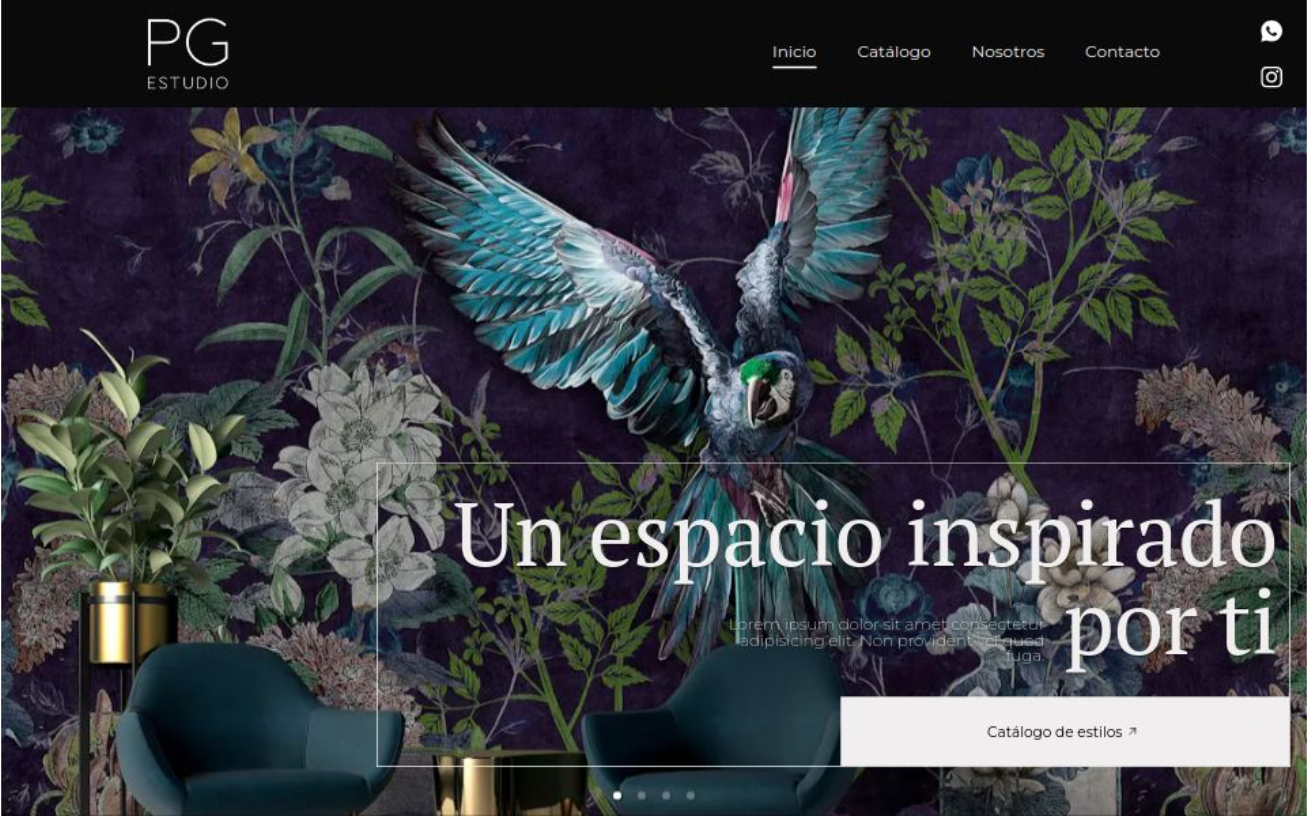 PG
ESTUDIO
Inicio
Catálogo
Nosotros
Contacto
Un espacio inspirado
por ti
Lorem ipsum dolor sit amet consectetur
adipisicing elit. Non provident vel quod
fuga.
Catálogo de estilos ↗